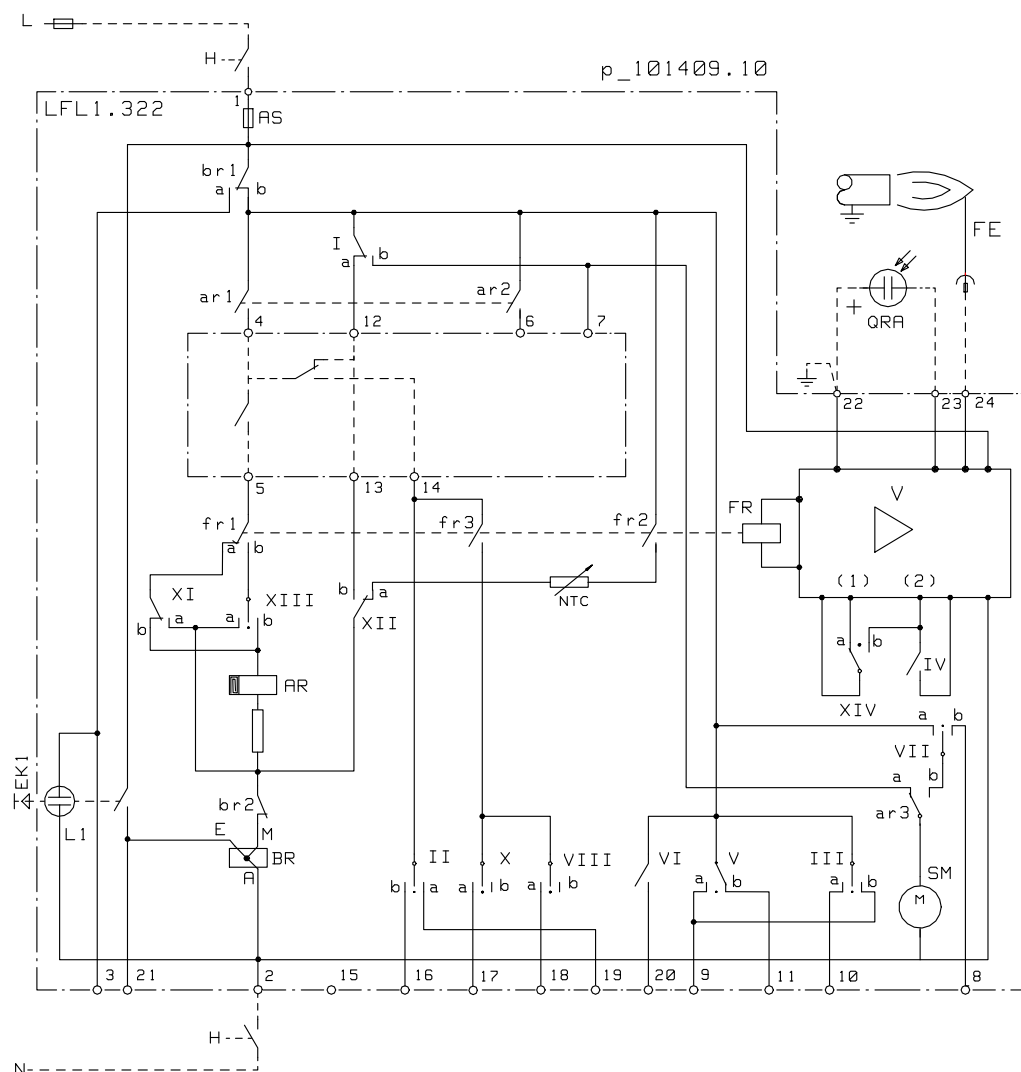 L
H
p_101409.10
LFL1.322
1
AS
br1
a b
I
a b
FE
ar1
ar2
4 12 6 7
+
QRA
22 23 24
5 13 14
V
FR
fr1
fr3
fr2
a b
(1) (2)
XI
XIII
b a
NTC
b a a b
XII
a b
IV
AR
XIV
a b
VII
EK1
a b
br2
ar3
L1
E M
BR
A
II X VIII VI V III
SM
b a a b a b a b a b
M
3 21 2 15 16 17 18 19 20 9 11 10 8
H
N